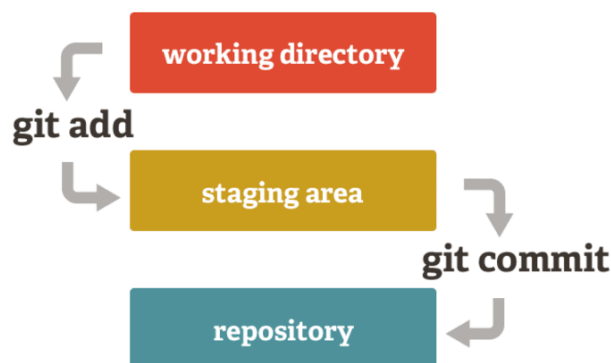 working directory
git add
staging area
git commit
repository